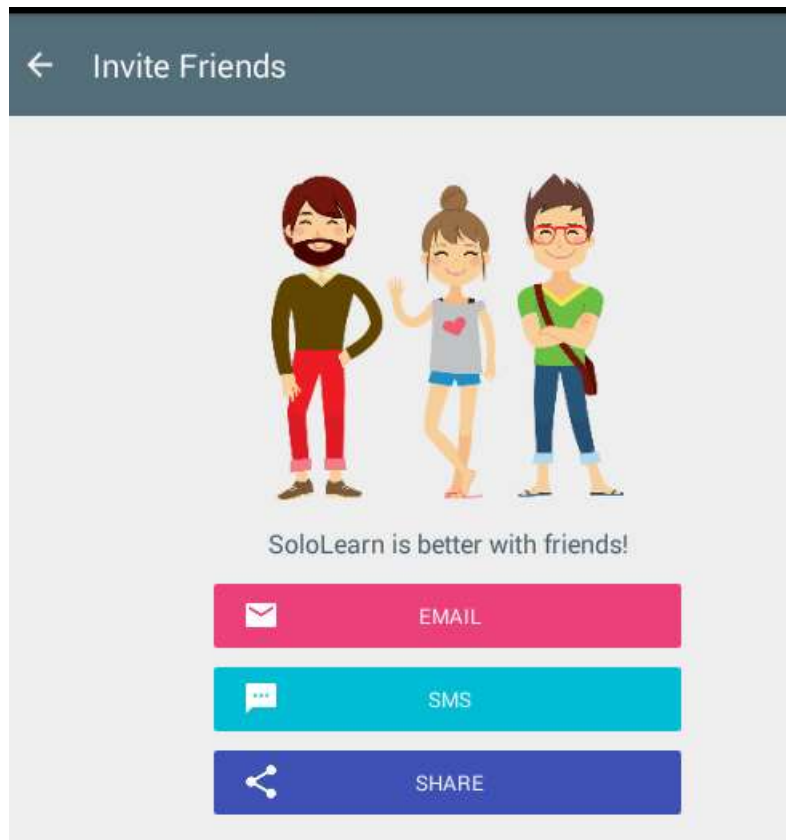 Invite Friends
SoloLearn is better with friends!
EMAIL
SMS
SHARE